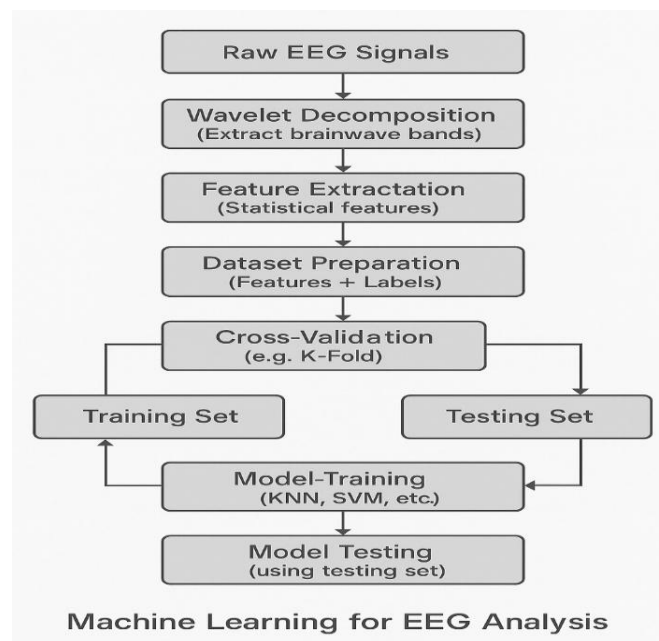 Raw EEG Signals
Wavelet Decomposition
(Extract brainwave bands)
Feature Extractation
(Statistical features)
Dataset Preparation
(Features + Labels)
Cross-Validation
(e.g. K-Fold)
Training Set
Testing Set
Model-Training
(KNN, SVM, etc.)
Model Testing
(using testing set)
Machine Learning for EEG Analysis